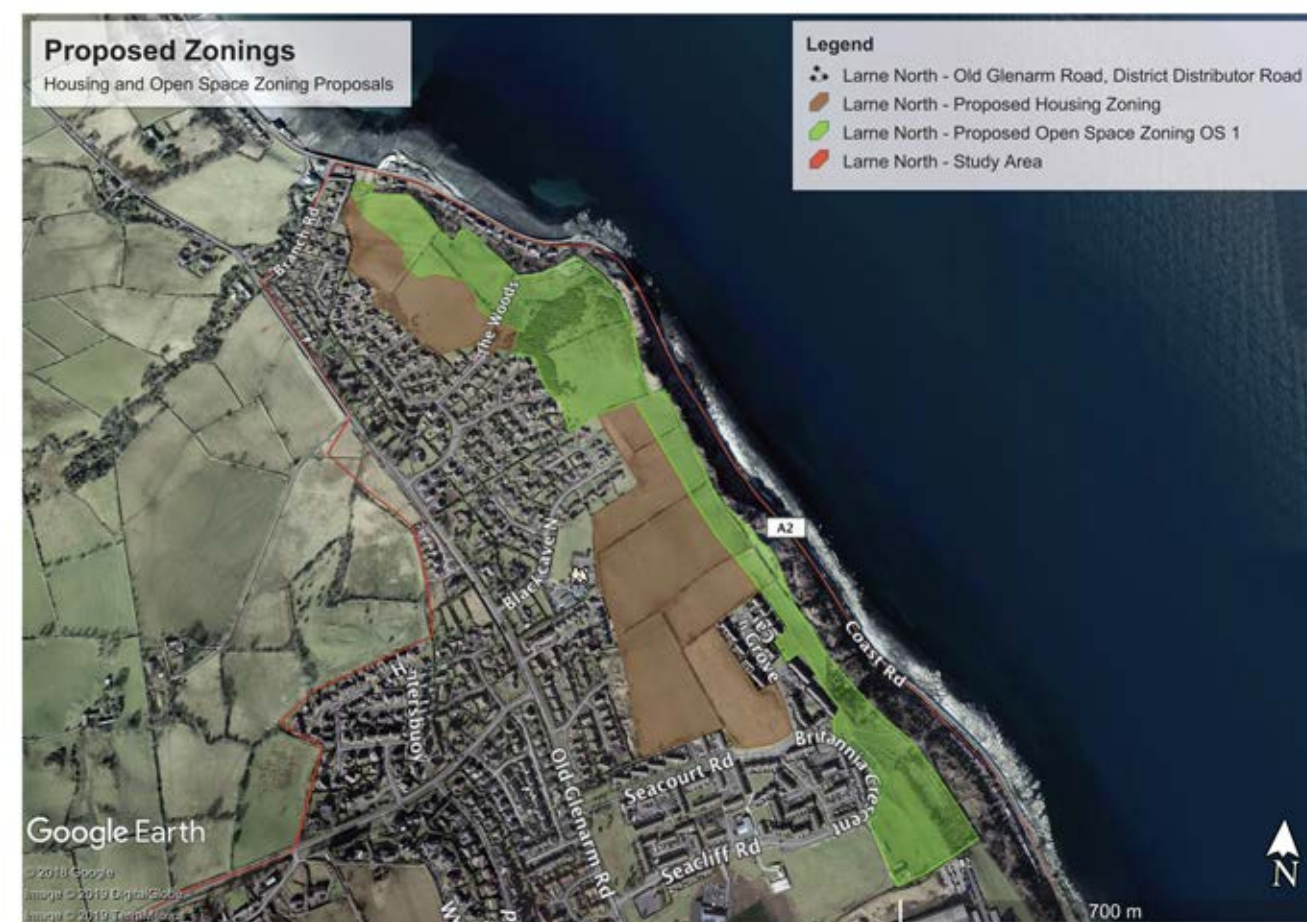 Proposed Zonings
Housing and Open Space Zoning Proposals
Legend
Larne North - Old Glenarm Road, District Distributor Road
Larne North - Proposed Housing Zoning
Larne North - Proposed Open Space Zoning OS 1
Larne North - Study Area
Branch Rd
The Woods
A2
Blackcave N
Grove
Coast Rd
ntersbuoy
Britannia Crescent
Old Glenarm Rd
Seacourt Rd
Seacliff Rd
Google Earth
© 2018 Google
Image © 2019 DigitalGlobe
Image © 2019
700 m
N